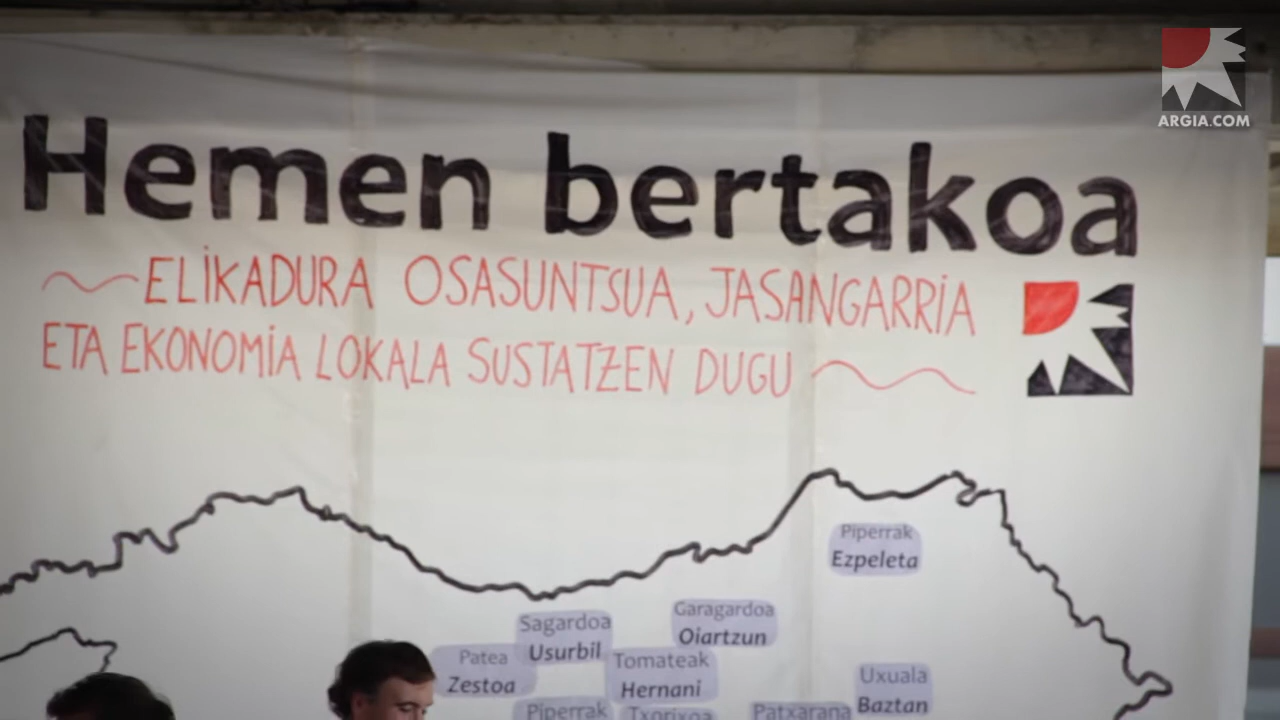 ARGIA.COM
Hemen bertakoa
ELIKADURA OSASUNTSUA, JASANGARRIA
ETA EKONOMIA LOKALA SUSTATZEN DUGU
Piperrak
Ezpeleta
Sagardoa
Usurbil
Garagardoa
Oiartzun
Patea
Zestoa
Tomateak
Hernani
Uxuala
Baztan
Piperrak
Txorixoa
Patxarana